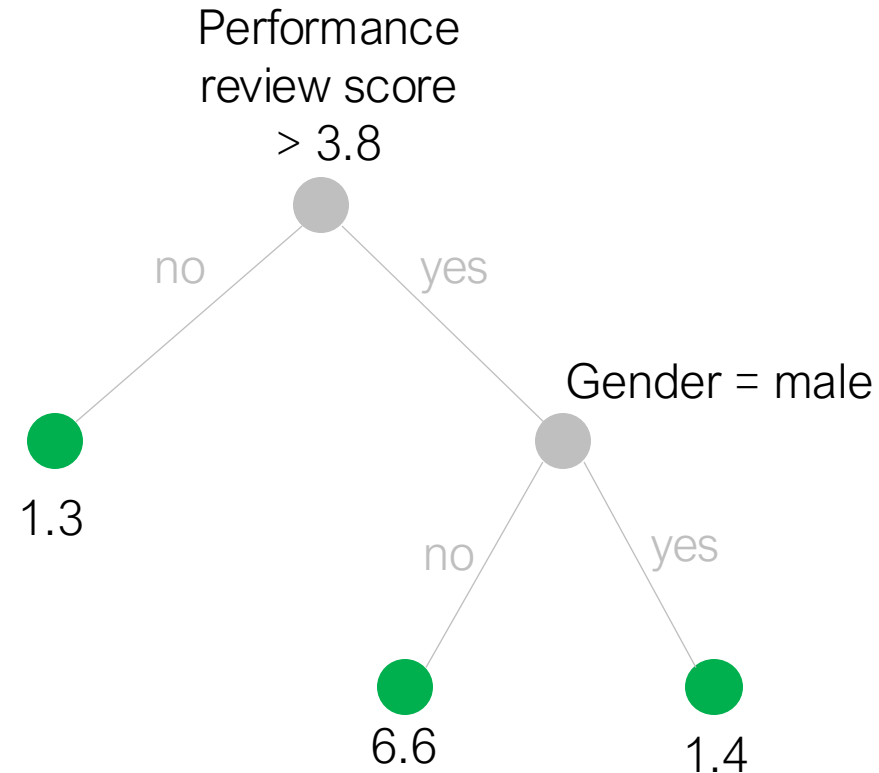 Performance
review score
> 3.8
no
yes
Gender = male
1.3
no
yes
6.6
1.4